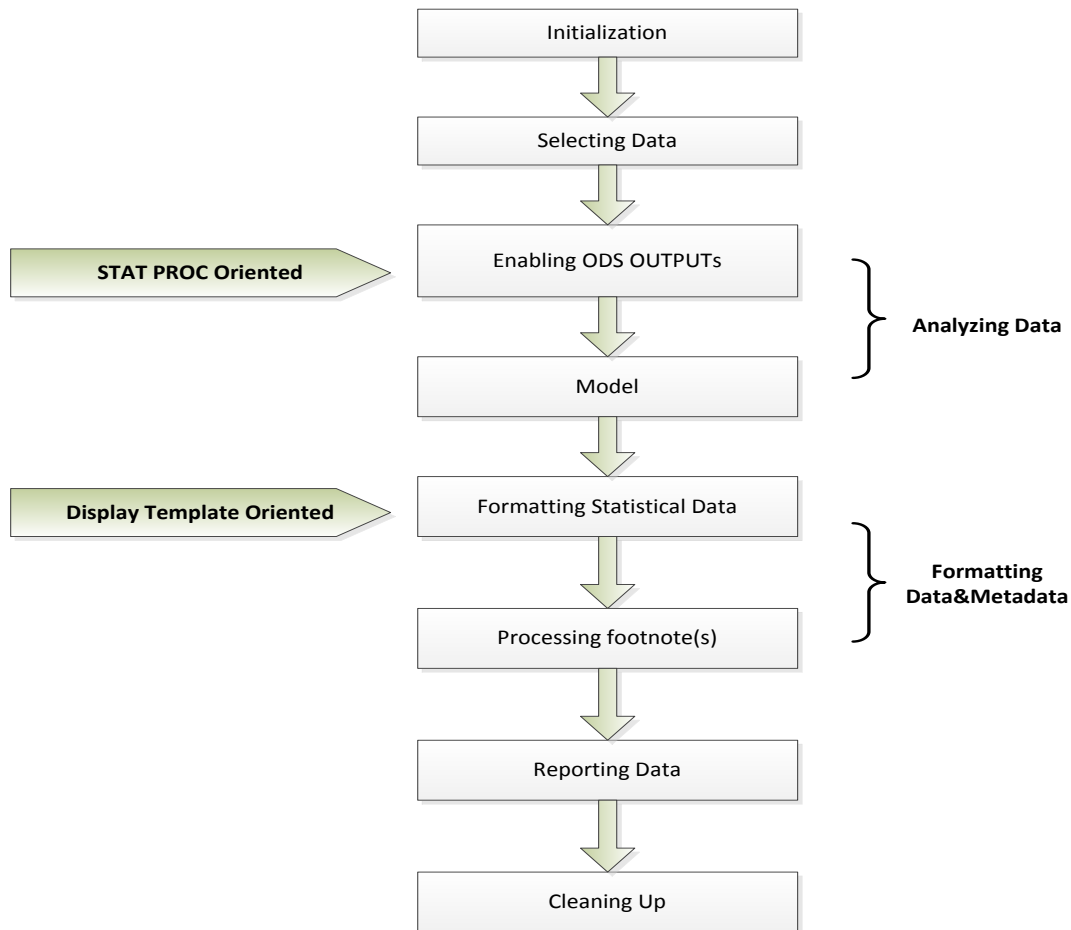 Initialization
Selecting Data
STAT PROC Oriented
Enabling ODS OUTPUTs
Analyzing Data
Model
Display Template Oriented
Formatting Statistical Data
Formatting
Data&Metadata
Processing footnote(s)
Reporting Data
Cleaning Up